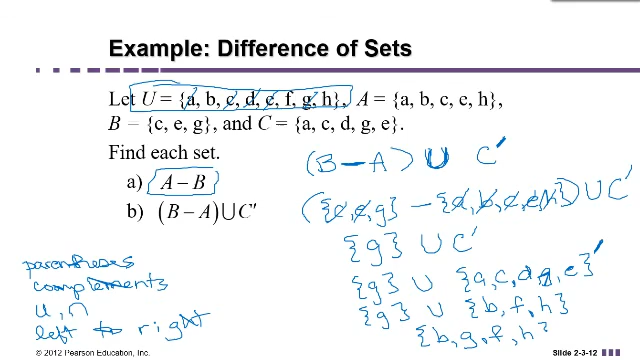 Example: Difference of Sets
Let U = {a, b, c, d, e, f, g, h}, A = {a, b, c, e, h},
B = {c, e, g}, and C = {a, c, d, g, e}.
Find each set.
a) A − B
b) (B − A)⋃C′
(B − A) ∪ C′
({c, e, g} − {a, b, c, e, h}) ∪ C′
{g} ∪ C′
{g} ∪ {a, c, d, g, e}′
{g} ∪ {b, f, h}
{b, g, f, h}
parentheses
complements
∪, ∩
left to right
© 2012 Pearson Education, Inc.
Slide 2-3-12